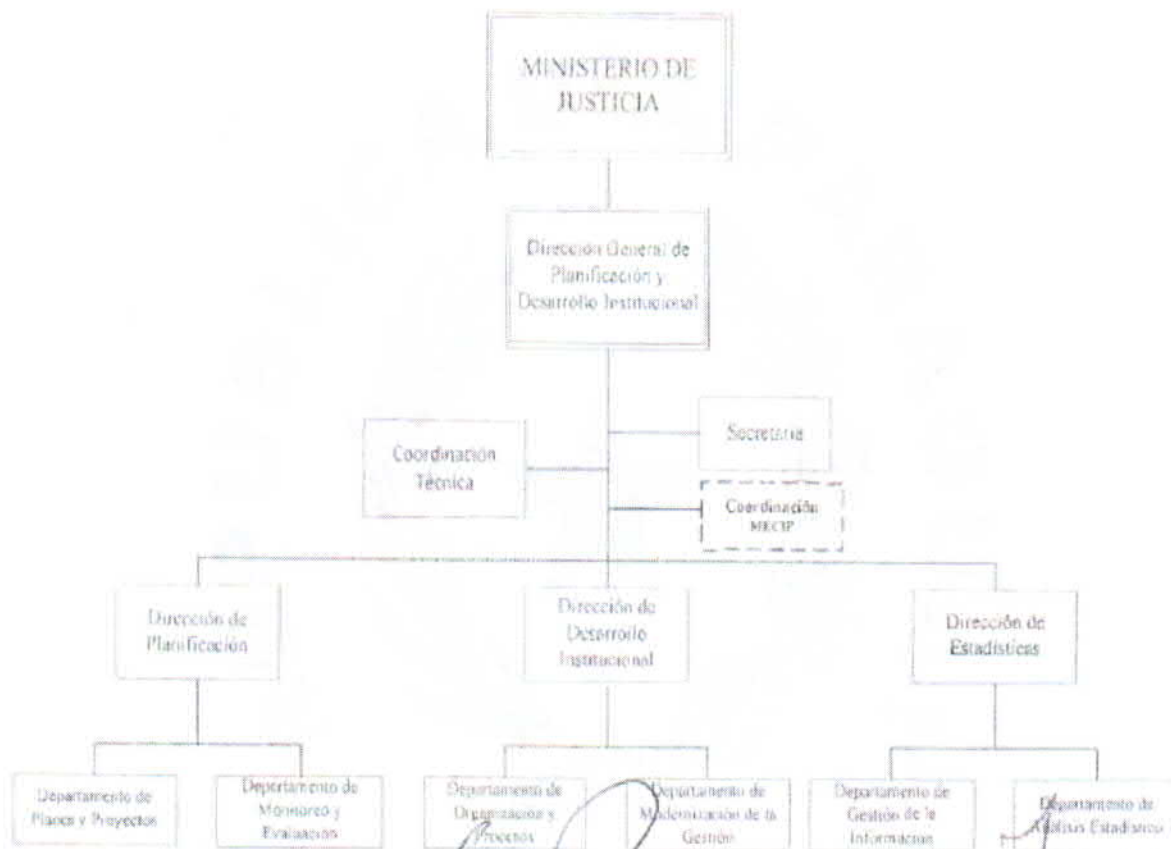 MINISTERIO DE
JUSTICIA
Dirección General de
Planificación y
Desarrollo Institucional
Secretaria
Coordinación
Técnica
Coordinación
MECIP
Dirección de
Planificación
Dirección de
Desarrollo
Institucional
Dirección de
Estadísticas
Departamento de
Planes y Proyectos
Departamento de
Monitoreo y
Evaluación
Departamento de
Organización y
Procesos
Departamento de
Modernización de la
Gestión
Departamento de
Gestión de la
Información
Departamento de
Análisis Estadístico